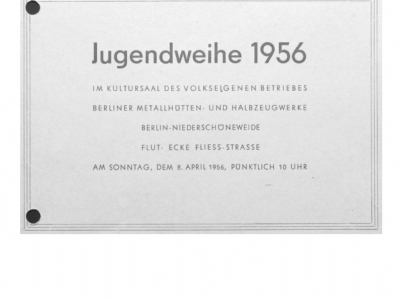 Jugendweihe 1956
IM KULTURSAAL DES VOLKSEIGENEN BETRIEBES
BERLINER METALLHÜTTEN- UND HALBZEUGWERKE
BERLIN-NIEDERSCHÖNEWEIDE
FLUT- ECKE FLIESS-STRASSE
AM SONNTAG, DEM 8. APRIL 1956, PÜNKTLICH 10 UHR